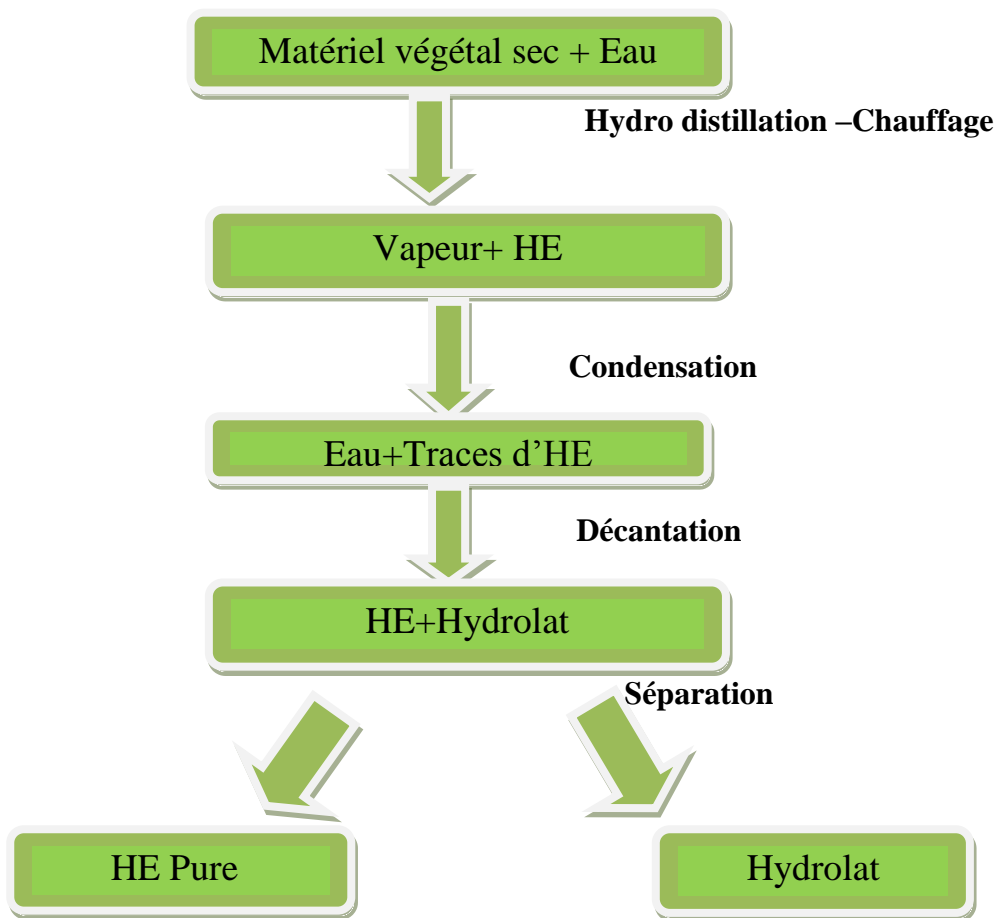 Matériel végétal sec + Eau
Hydro distillation –Chauffage
Vapeur+ HE
Condensation
Eau+Traces d’HE
Décantation
HE+Hydrolat
Séparation
HE Pure
Hydrolat